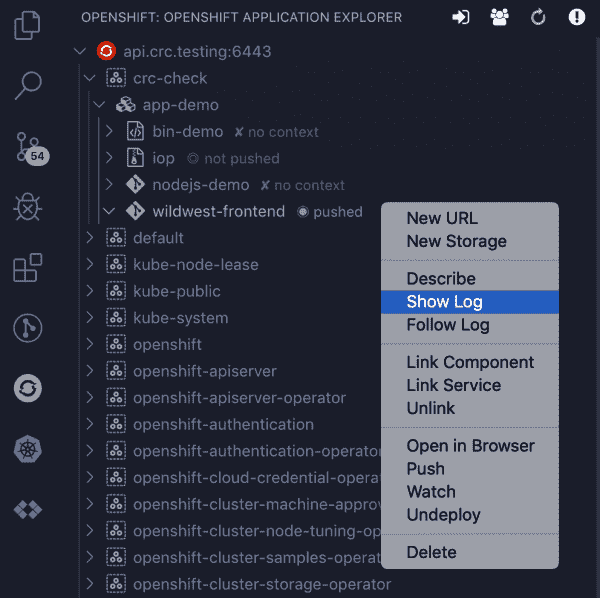 OPENSHIFT: OPENSHIFT APPLICATION EXPLORER
api.crc.testing:6443
crc-check
app-demo
bin-demo ✘ no context
iop not pushed
54
nodejs-demo ✘ no context
wildwest-frontend pushed
default
kube-node-lease
kube-public
kube-system
openshift
openshift-apiserver
openshift-apiserver-operator
openshift-authentication
openshift-authentication-operator
openshift-cloud-credential-operat
openshift-cluster-machine-approv
openshift-cluster-node-tuning-op
openshift-cluster-samples-operat
openshift-cluster-storage-operator
New URL
New Storage
Describe
Show Log
Follow Log
Link Component
Link Service
Unlink
Open in Browser
Push
Watch
Undeploy
Delete